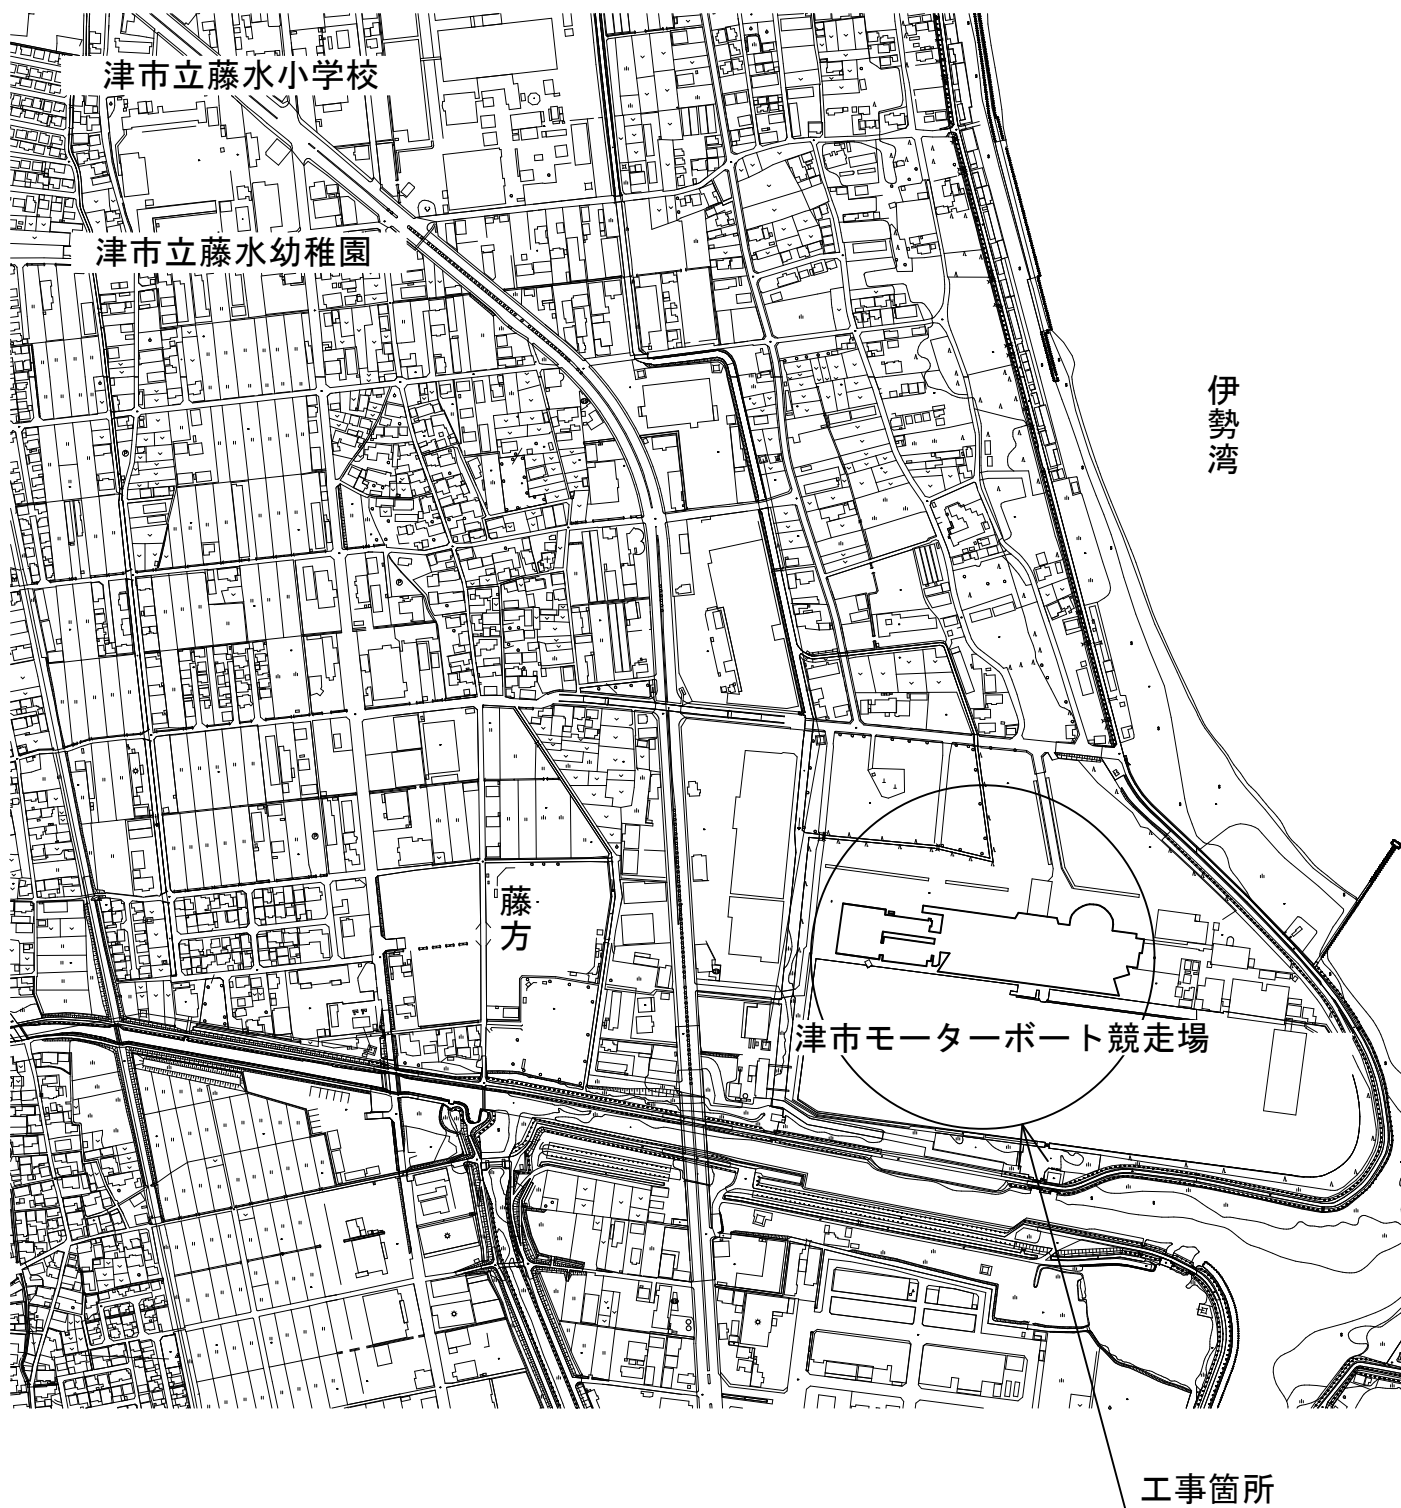 津市立藤水小学校
津市立藤水幼稚園
伊勢湾
藤方
津市モーターボート競走場
工事箇所